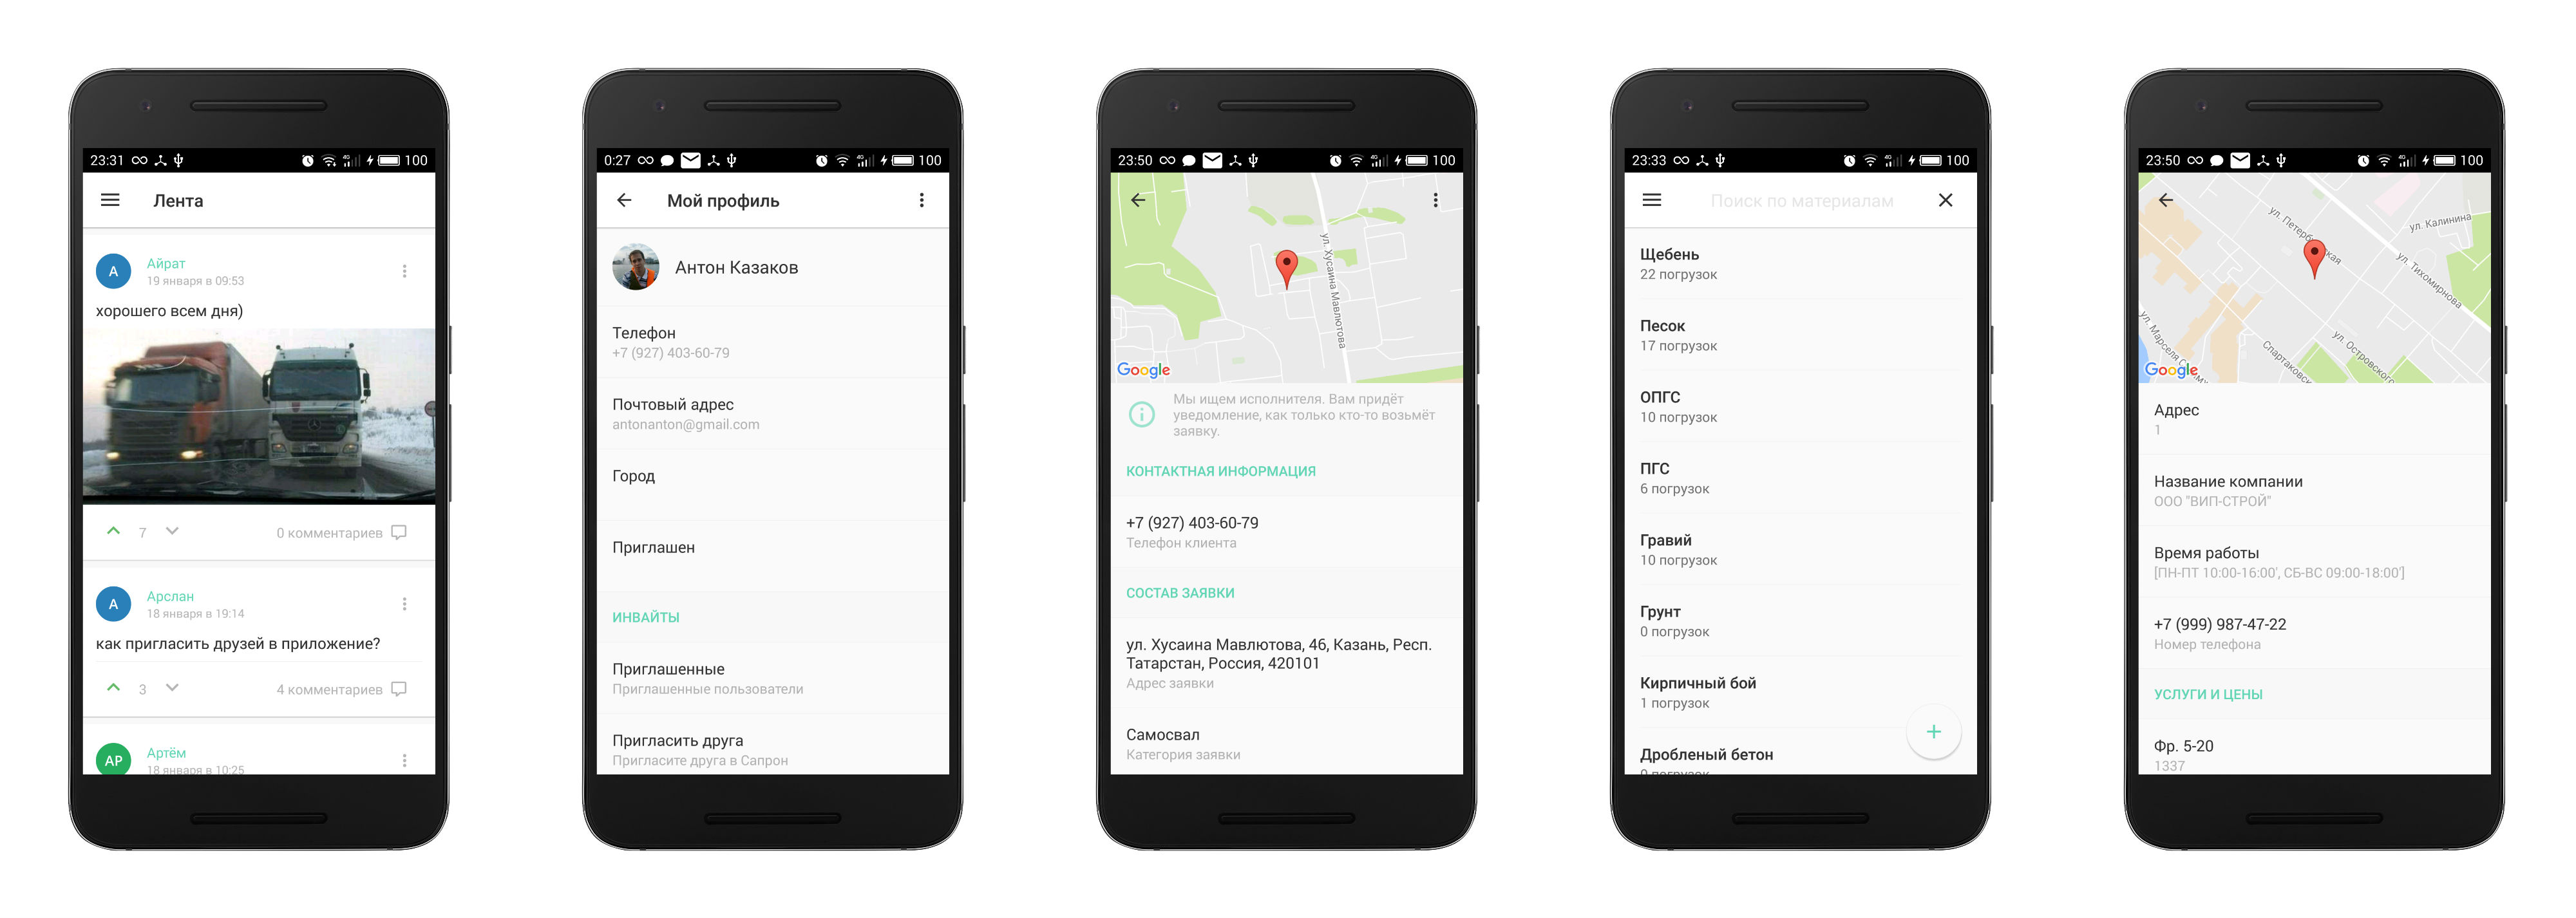 23:31
100
Лента
А
Айрат
19 января в 09:53
хорошего всем дня)
7
0 комментариев
А
Арслан
18 января в 19:14
как пригласить друзей в приложение?
3
4 комментариев
АР
Артём
18 января в 10:25
0:27
4G
100
Мой профиль
Антон Казаков
Телефон
+7 (927) 403-60-79
Почтовый адрес
antonanton@gmail.com
Город
Приглашен
ИНВАЙТЫ
Приглашенные
Приглашенные пользователи
Пригласить друга
Пригласите друга в Сапрон
23:50
4G
100
ул. Хусаина Мавлютова
Google
Мы ищем исполнителя. Вам придёт
уведомление, как только кто-то возьмёт
заявку.
КОНТАКТНАЯ ИНФОРМАЦИЯ
+7 (927) 403-60-79
Телефон клиента
СОСТАВ ЗАЯВКИ
ул. Хусаина Мавлютова, 46, Казань, Респ.
Татарстан, Россия, 420101
Адрес заявки
Самосвал
Категория заявки
23:33
4G
100
Поиск по материалам
Щебень
22 погрузок
Песок
17 погрузок
ОПГС
10 погрузок
ПГС
6 погрузок
Гравий
10 погрузок
Грунт
0 погрузок
Кирпичный бой
1 погрузок
Дробленый бетон
0 погрузок
23:50
4G
100
ул. Петербургская
ул. Калинина
ул. Тихомирнова
ул. Марселя
Спартаковс
ул. Островского
Google
Адрес
1
Название компании
ООО "ВИП-СТРОЙ"
Время работы
[ПН-ПТ 10:00-16:00', СБ-ВС 09:00-18:00']
+7 (999) 987-47-22
Номер телефона
УСЛУГИ И ЦЕНЫ
Фр. 5-20
1337